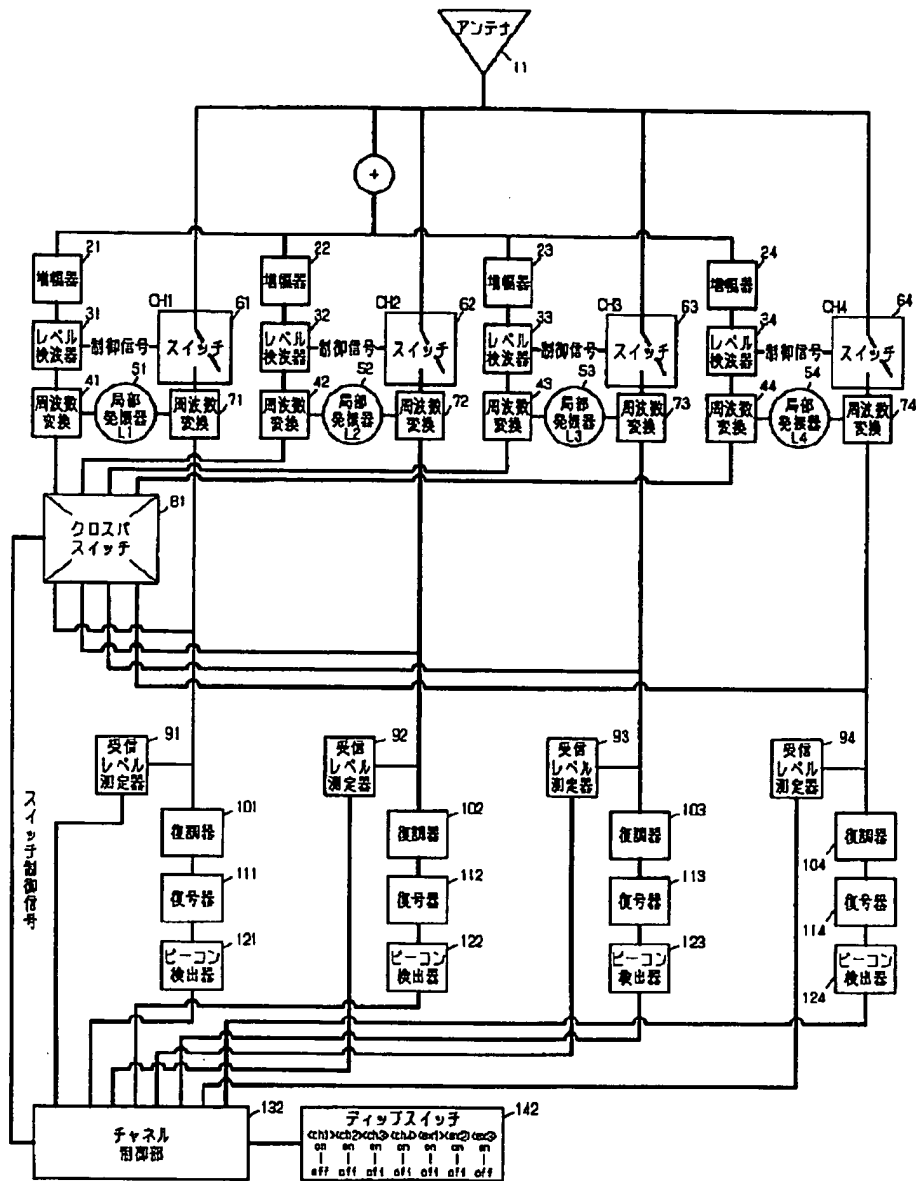 アンテナ
11
+
21
増幅器
22
増幅器
23
増幅器
24
増幅器
31
レベル
検波器
CH1
61
スイッチ
制御信号
32
レベル
検波器
CH2
62
スイッチ
制御信号
33
レベル
検波器
CH3
63
スイッチ
制御信号
34
レベル
検波器
CH4
64
スイッチ
制御信号
41
周波数
変換
51
局部
発振器
L1
71
周波数
変換
42
周波数
変換
52
局部
発振器
L2
72
周波数
変換
43
周波数
変換
53
局部
発振器
L3
73
周波数
変換
44
周波数
変換
54
局部
発振器
L4
74
周波数
変換
81
クロスバ
スイッチ
91
受信
レベル
測定器
92
受信
レベル
測定器
93
受信
レベル
測定器
94
受信
レベル
測定器
スイッチ制御信号
101
復調器
102
復調器
103
復調器
104
復調器
111
復号器
112
復号器
113
復号器
114
復号器
121
ビーコン
検出器
122
ビーコン
検出器
123
ビーコン
検出器
124
ビーコン
検出器
132
チャネル
制御部
142
ディップスイッチ
on on on on on on on
off off off off off off off